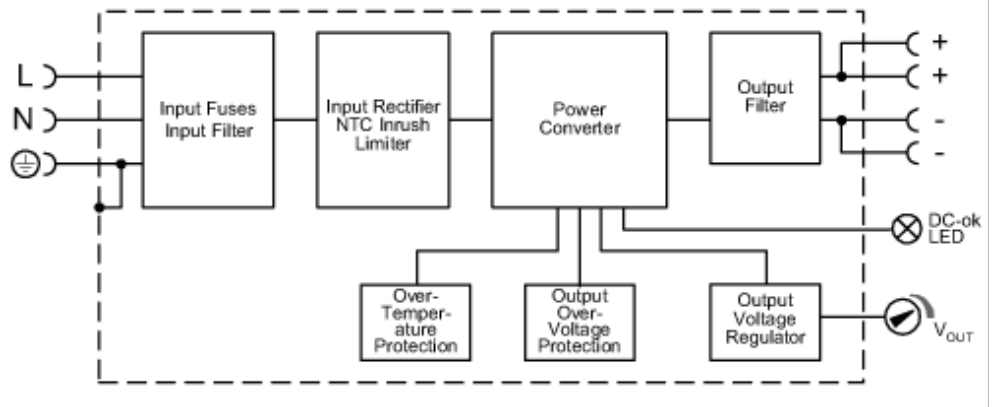 L
N
Input Fuses
Input Filter
Input Rectifier
NTC Inrush
Limiter
Power
Converter
Output
Filter
+
+
-
-
DC-ok
LED
Over-
Temper-
ature
Protection
Output
Over-
Voltage
Protection
Output
Voltage
Regulator
VOUT